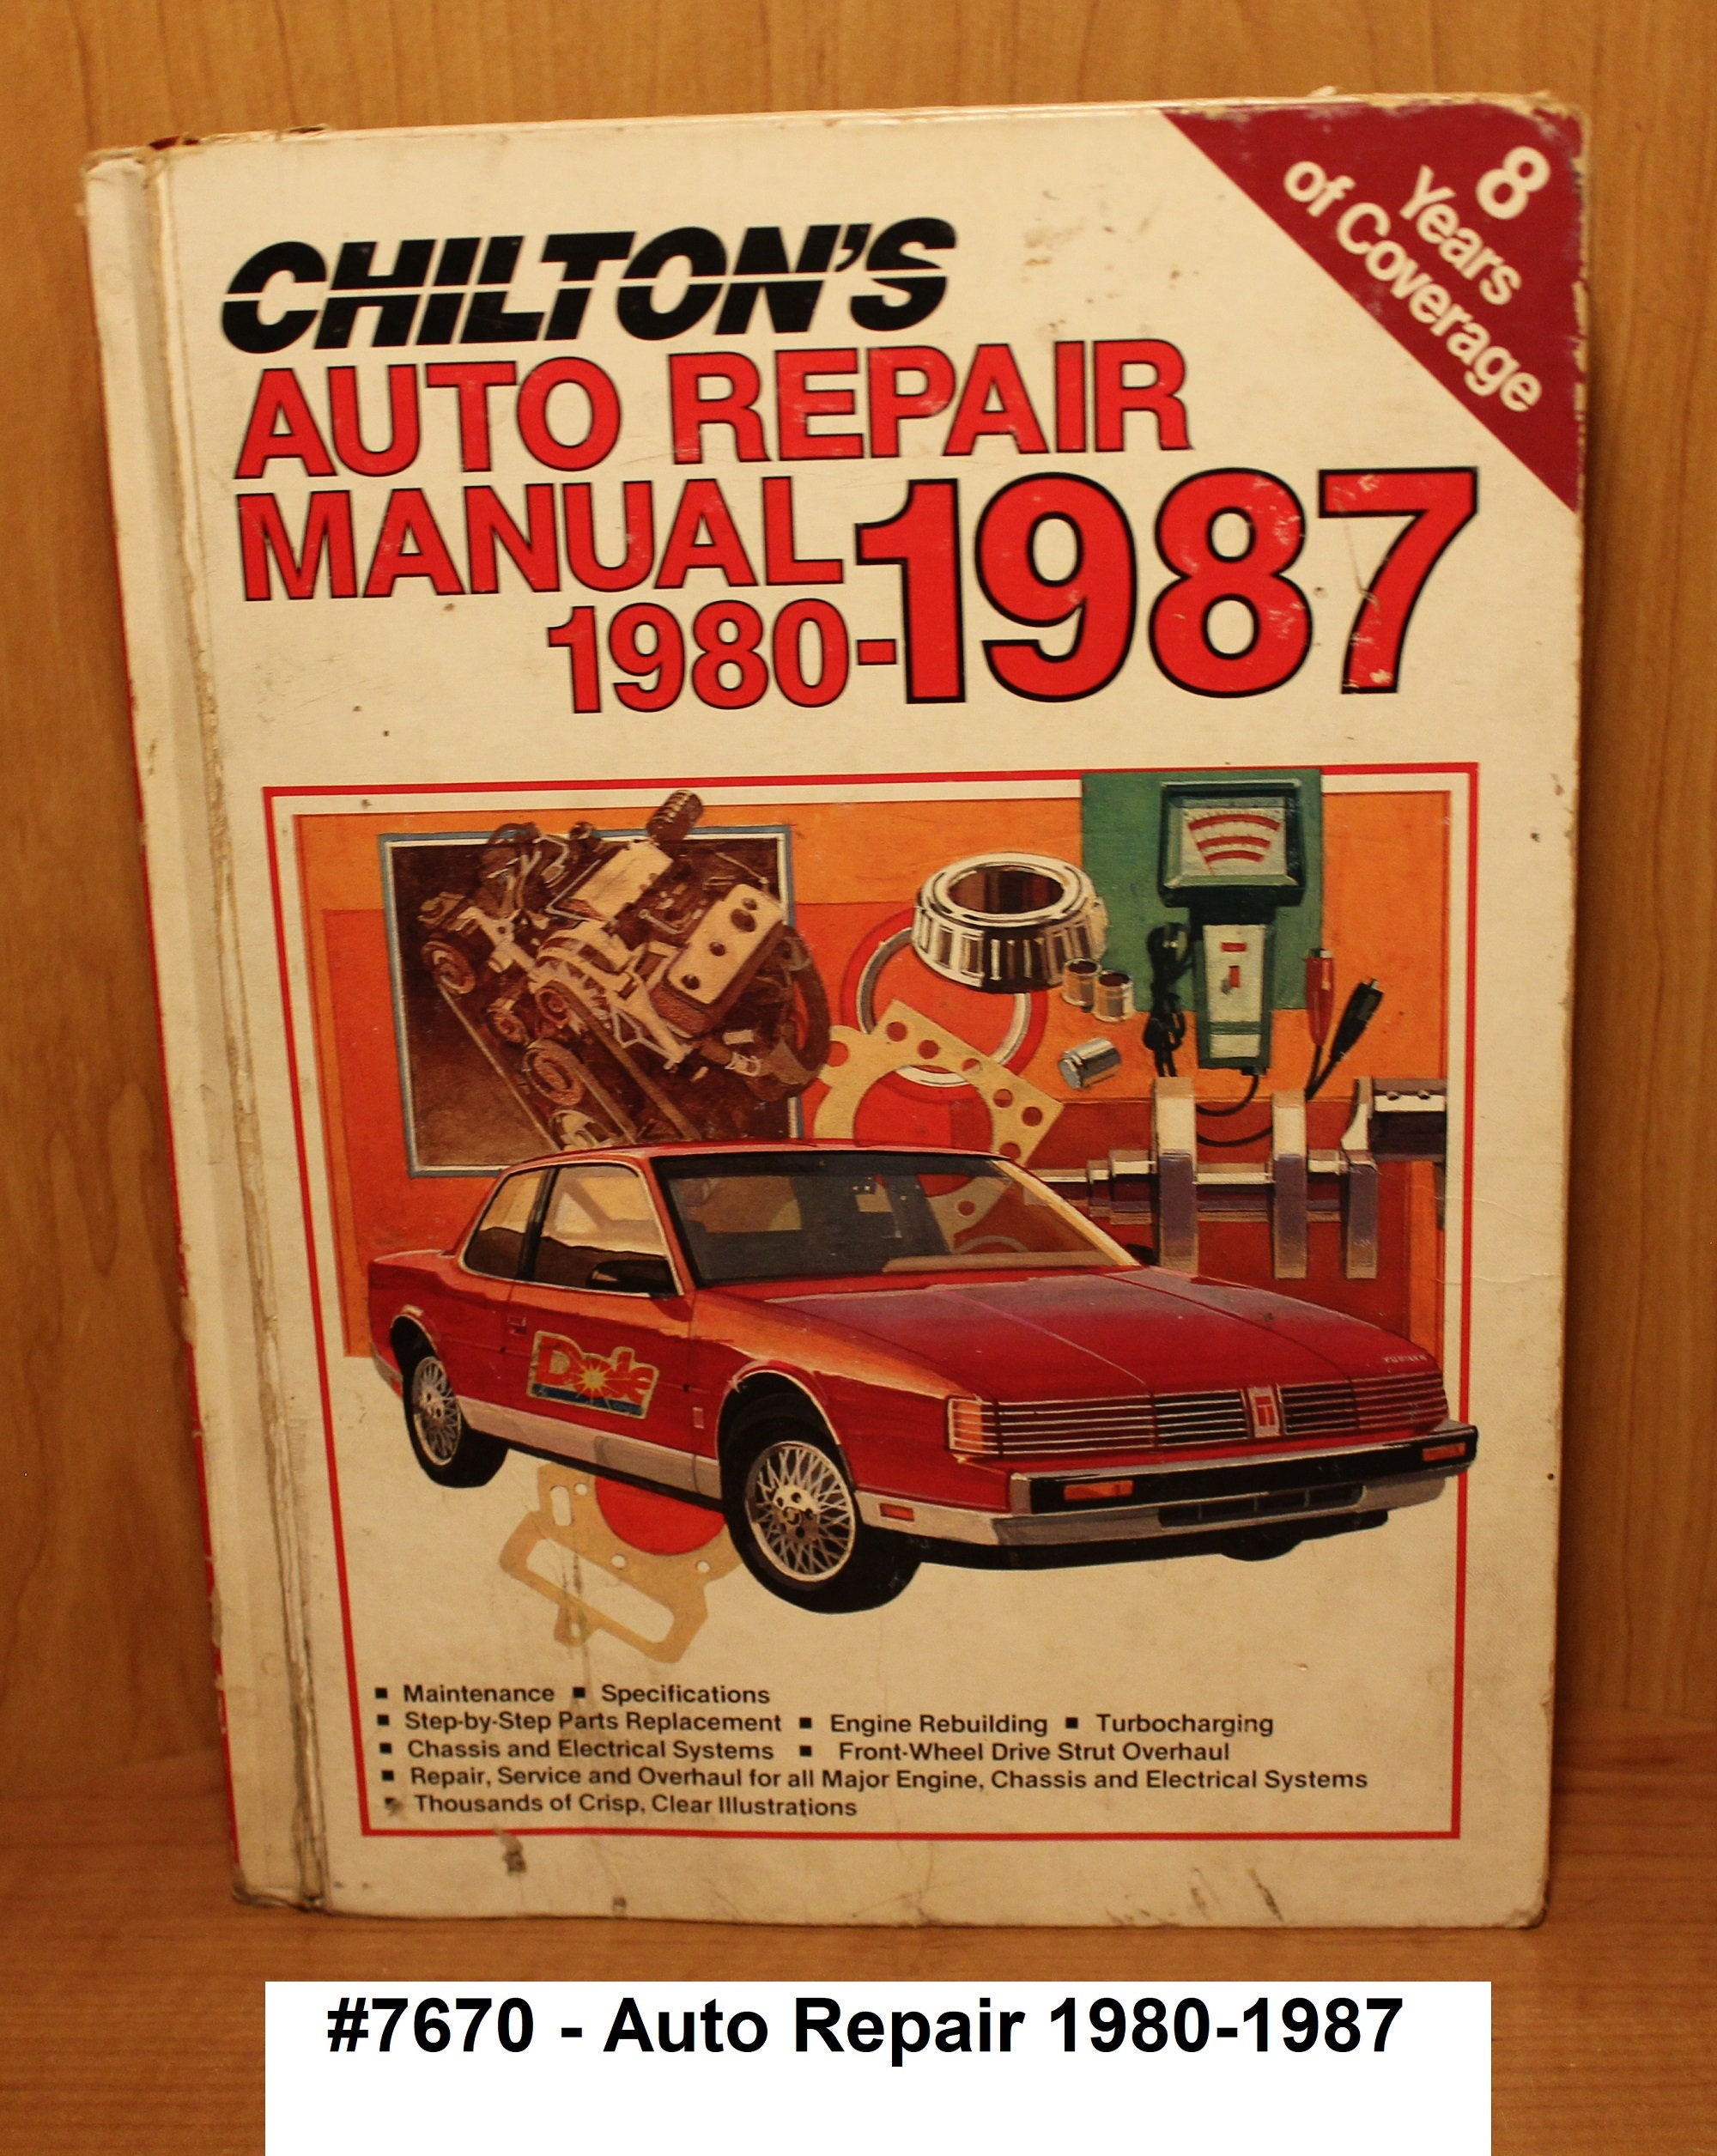 8
Years
of Coverage
CHILTON'S
AUTO REPAIR
MANUAL
1980-1987
Dole
■ Maintenance ■ Specifications
■ Step-by-Step Parts Replacement ■ Engine Rebuilding ■ Turbocharging
■ Chassis and Electrical Systems ■ Front-Wheel Drive Strut Overhaul
■ Repair, Service and Overhaul for all Major Engine, Chassis and Electrical Systems
■ Thousands of Crisp, Clear Illustrations
#7670 - Auto Repair 1980-1987